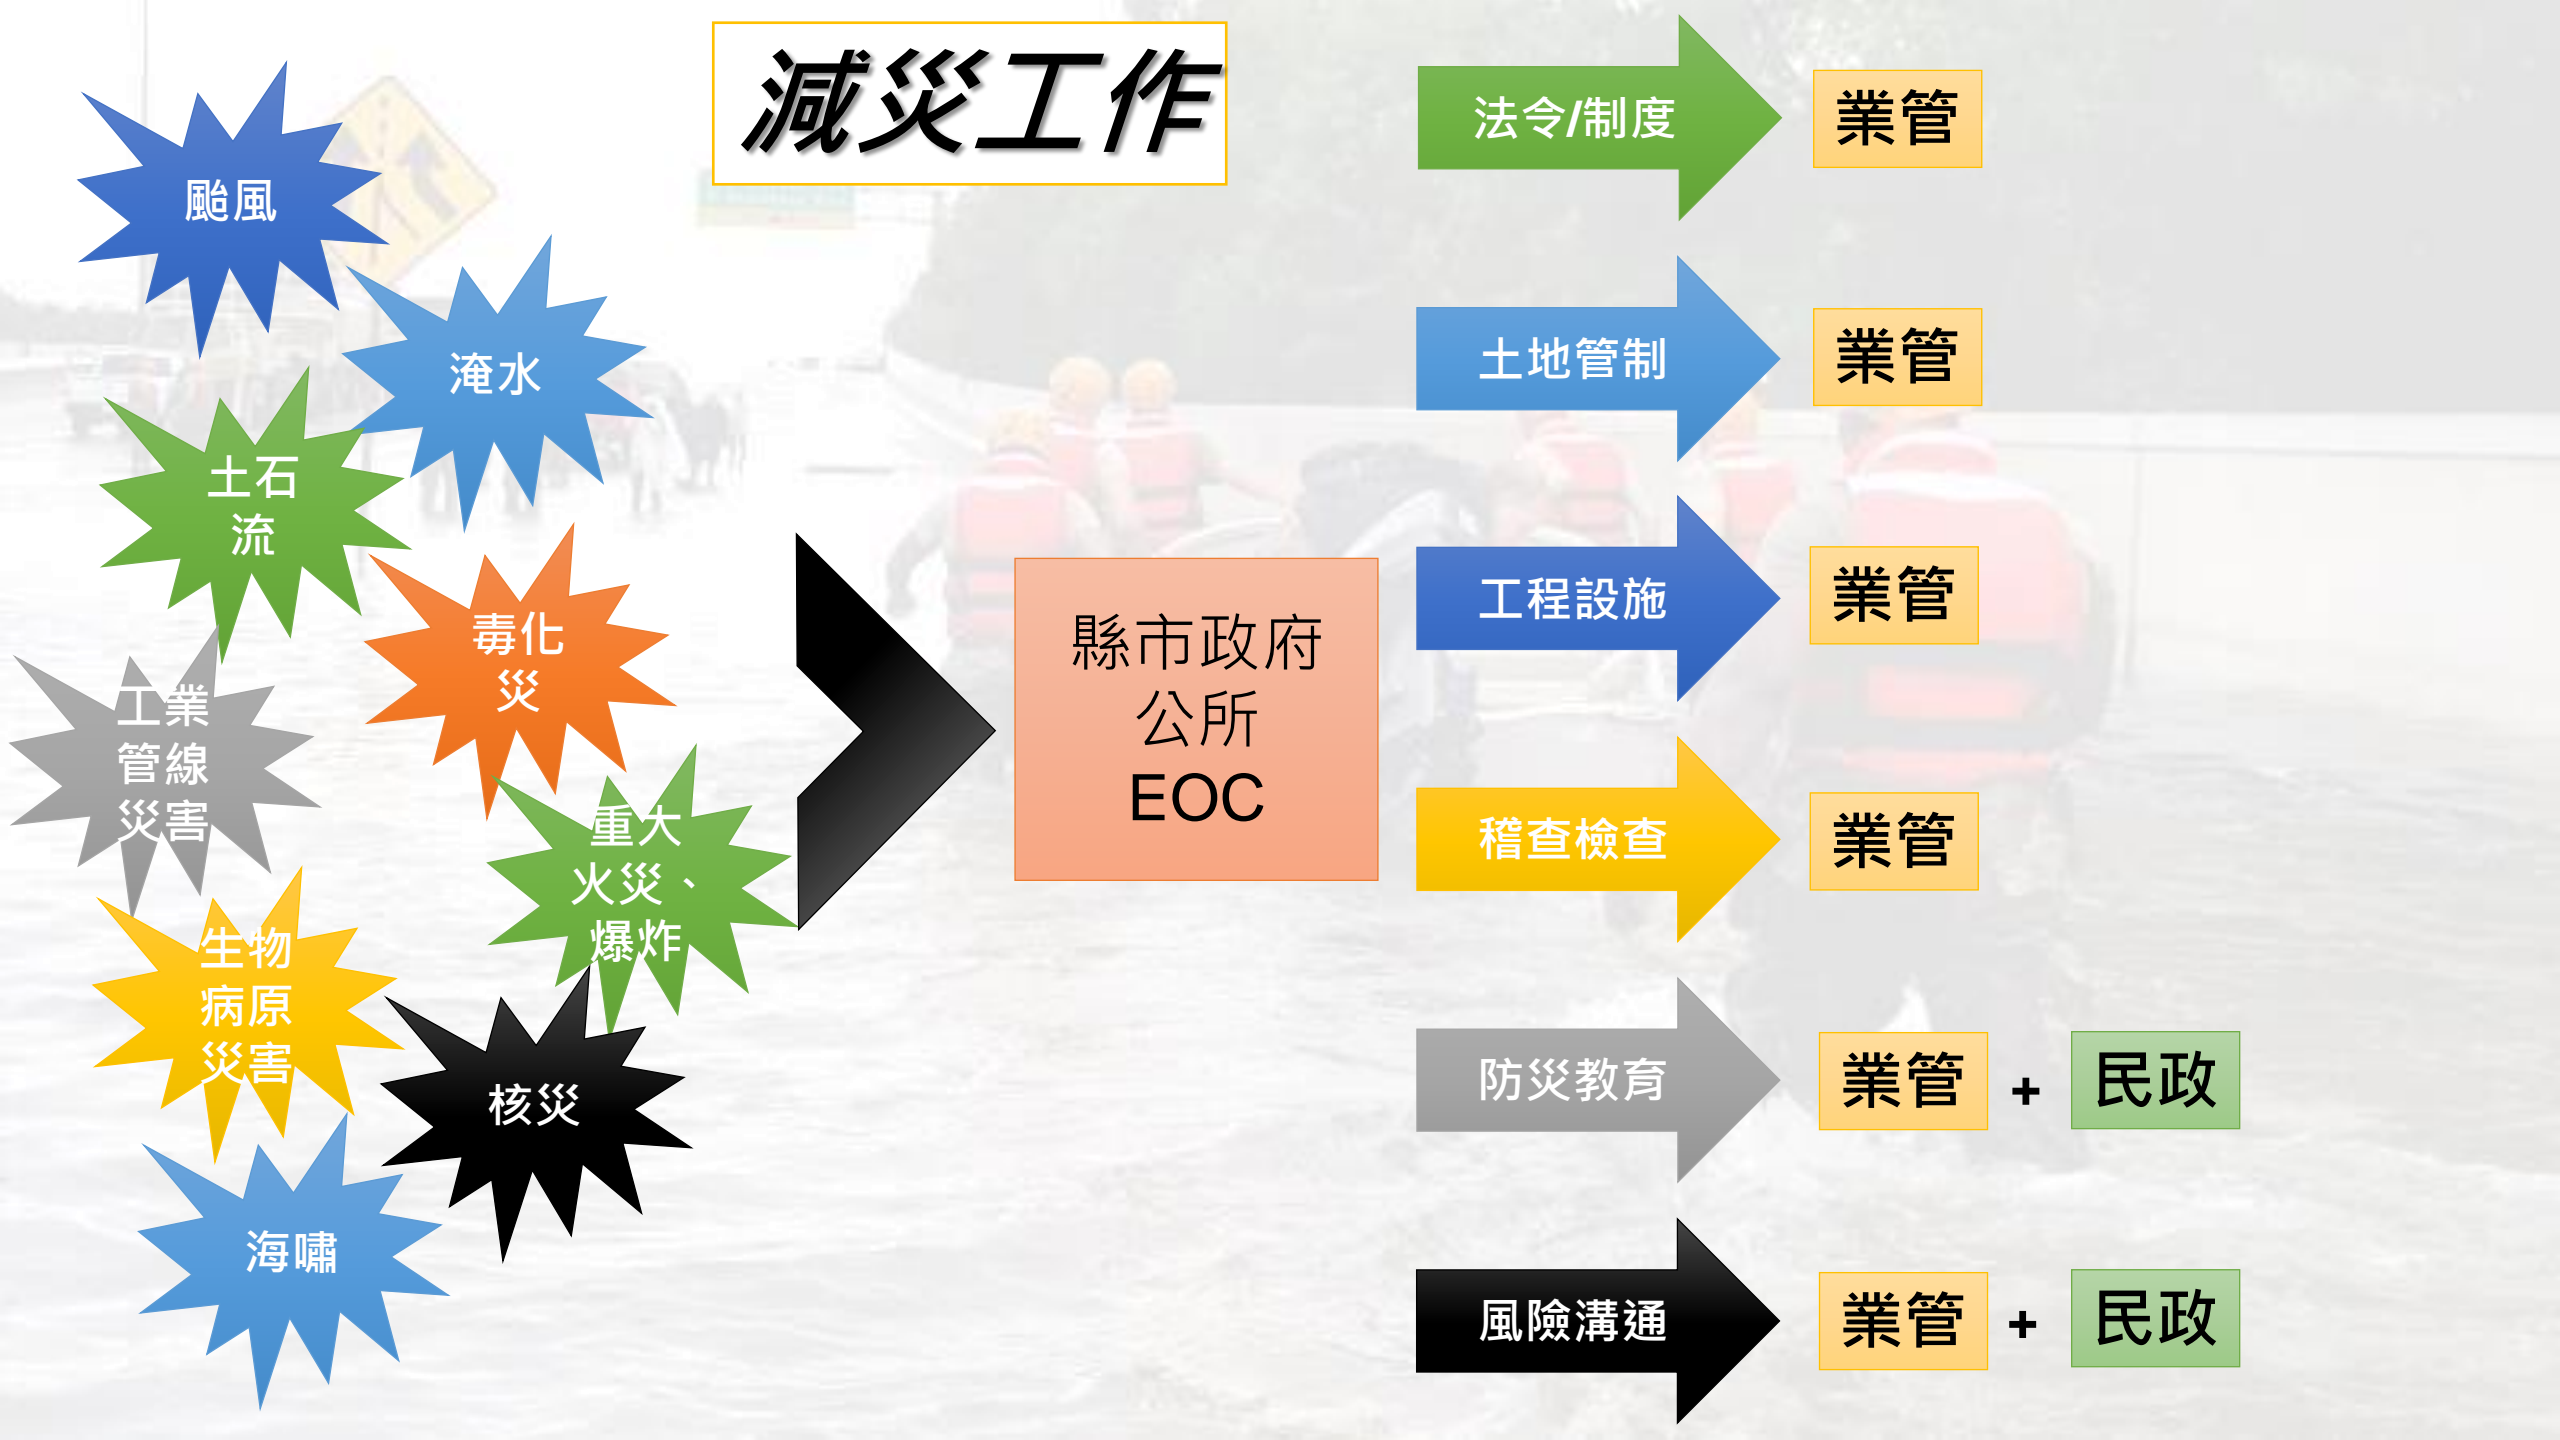 減災工作
颱風
淹水
土石
流
毒化
災
工業
管線
災害
重大
火災、
爆炸
生物
病原
災害
核災
海嘯
縣市政府
公所
EOC
法令/制度
業管
土地管制
業管
工程設施
業管
稽查檢查
業管
防災教育
業管 + 民政
風險溝通
業管 + 民政